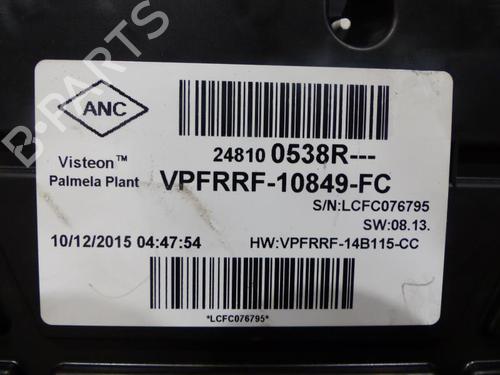 B-PARTS
ANC
24810 0538R---
Visteon™
Palmela Plant
VPFRRF-10849-FC
S/N:LCFC076795
SW:08.13.
10/12/2015 04:47:54
HW:VPFRRF-14B115-CC
*LCFC076795*